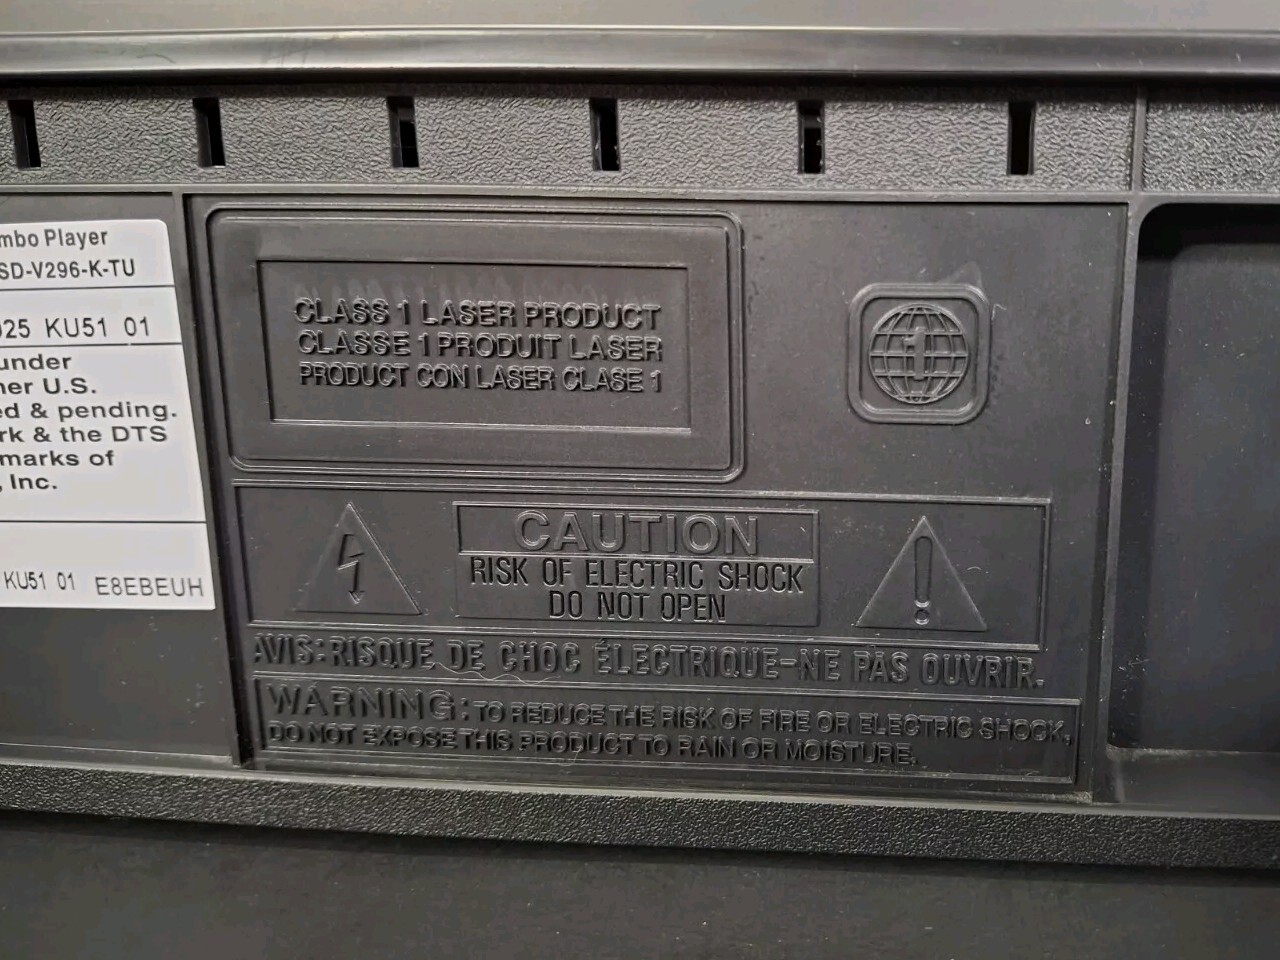 mbo Player
SD-V296-K-TU
025 KU51 01
under
ner U.S.
ed & pending.
rk & the DTS
marks of
, Inc.
KU51 01 E8EBEUH
CLASS 1 LASER PRODUCT
CLASSE 1 PRODUIT LASER
PRODUCT CON LASER CLASE 1
1
CAUTION
RISK OF ELECTRIC SHOCK
DO NOT OPEN
AVIS: RISQUE DE CHOC ÉLECTRIQUE-NE PAS OUVRIR.
WARNING: TO REDUCE THE RISK OF FIRE OR ELECTRIC SHOCK,
DO NOT EXPOSE THIS PRODUCT TO RAIN OR MOISTURE.